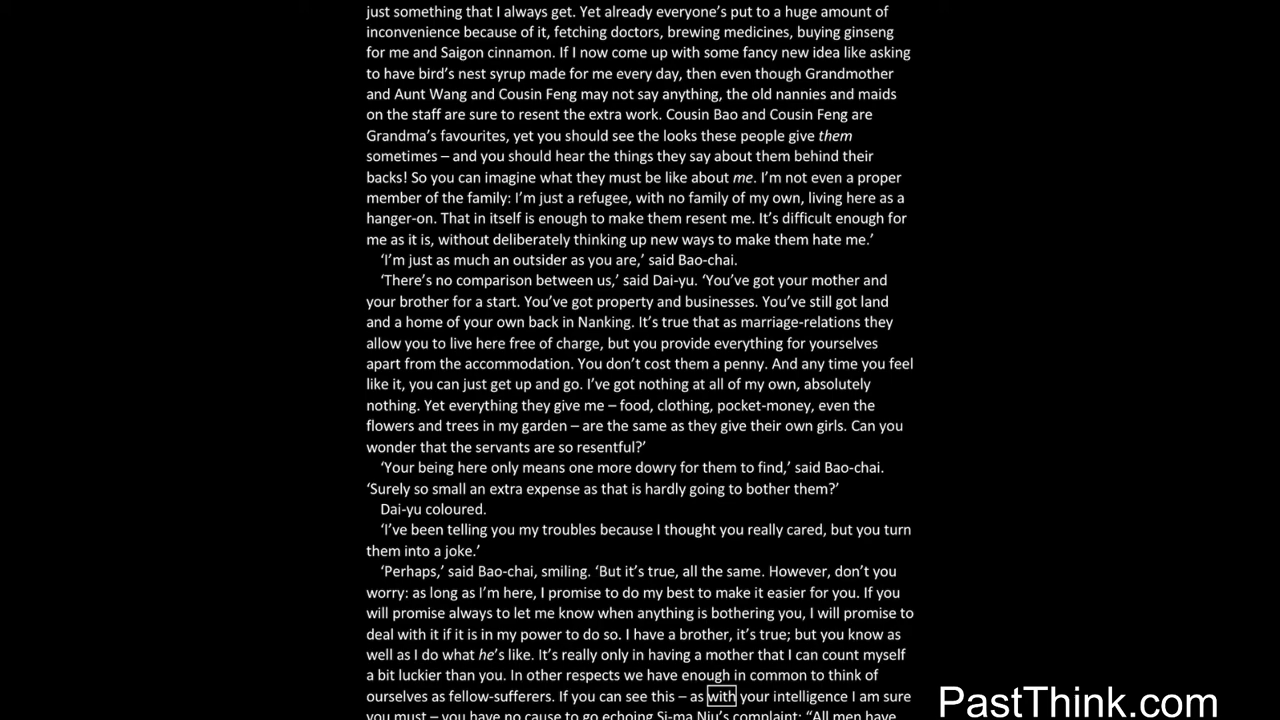 just something that I always get. Yet already everyone’s put to a huge amount of
inconvenience because of it, fetching doctors, brewing medicines, buying ginseng
for me and Saigon cinnamon. If I now come up with some fancy new idea like asking
to have bird’s nest syrup made for me every day, then even though Grandmother
and Aunt Wang and Cousin Feng may not say anything, the old nannies and maids
on the staff are sure to resent the extra work. Cousin Bao and Cousin Feng are
Grandma’s favourites, yet you should see the looks these people give them
sometimes – and you should hear the things they say about them behind their
backs! So you can imagine what they must be like about me. I’m not even a proper
member of the family: I’m just a refugee, with no family of my own, living here as a
hanger-on. That in itself is enough to make them resent me. It’s difficult enough for
me as it is, without deliberately thinking up new ways to make them hate me.’
‘I’m just as much an outsider as you are,’ said Bao-chai.
‘There’s no comparison between us,’ said Dai-yu. ‘You’ve got your mother and
your brother for a start. You’ve got property and businesses. You’ve still got land
and a home of your own back in Nanking. It’s true that as marriage-relations they
allow you to live here free of charge, but you provide everything for yourselves
apart from the accommodation. You don’t cost them a penny. And any time you feel
like it, you can just get up and go. I’ve got nothing at all of my own, absolutely
nothing. Yet everything they give me – food, clothing, pocket-money, even the
flowers and trees in my garden – are the same as they give their own girls. Can you
wonder that the servants are so resentful?’
‘Your being here only means one more dowry for them to find,’ said Bao-chai.
‘Surely so small an extra expense as that is hardly going to bother them?’
Dai-yu coloured.
‘I’ve been telling you my troubles because I thought you really cared, but you turn
them into a joke.’
‘Perhaps,’ said Bao-chai, smiling. ‘But it’s true, all the same. However, don’t you
worry: as long as I’m here, I promise to do my best to make it easier for you. If you
will promise always to let me know when anything is bothering you, I will promise to
deal with it if it is in my power to do so. I have a brother, it’s true; but you know as
well as I do what he’s like. It’s really only in having a mother that I can count myself
a bit luckier than you. In other respects we have enough in common to think of
ourselves as fellow-sufferers. If you can see this – as with your intelligence I am sure
you must – you have no cause to go echoing Si-ma Niu’s complaint: “All men have
PastThink.com